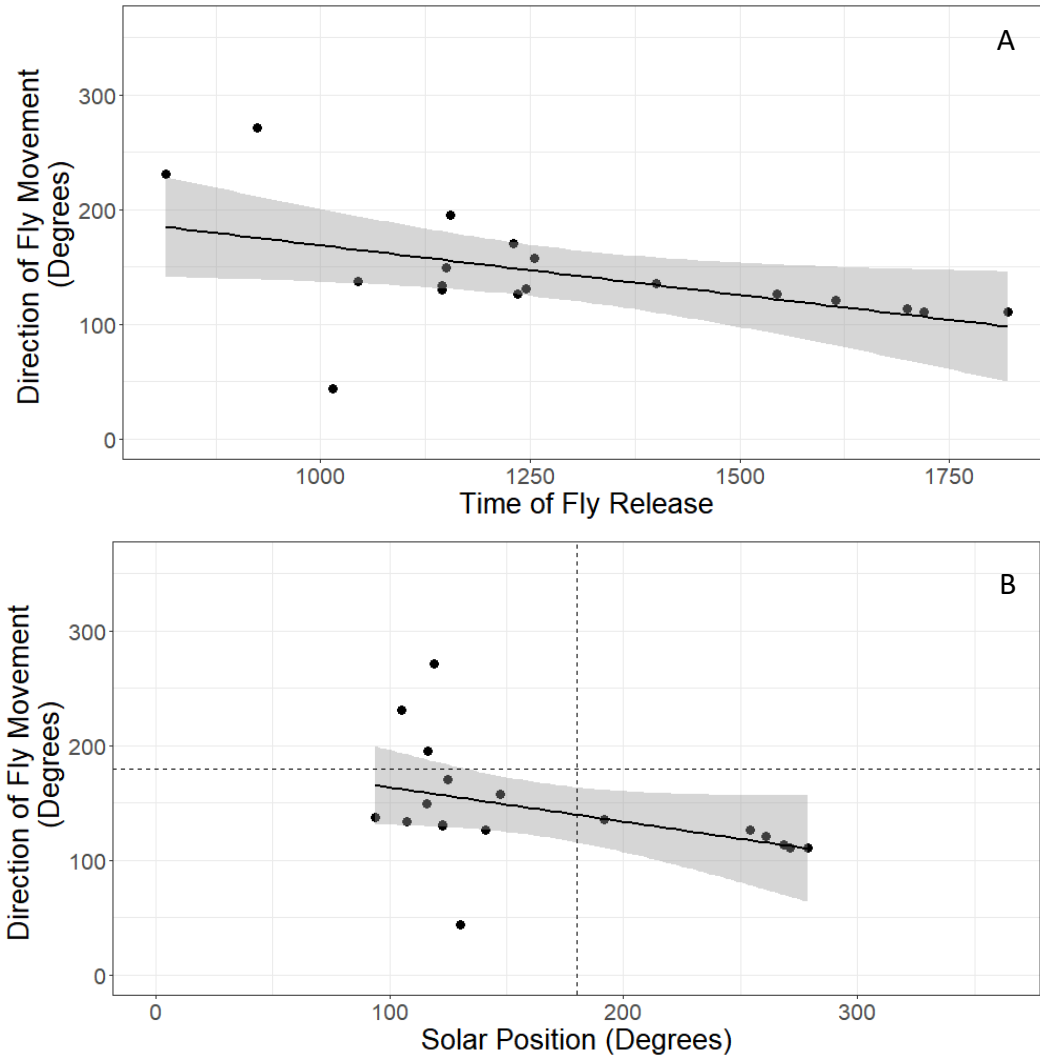 A
Direction of Fly Movement
(Degrees)
300
200
100
0
1000 1250 1500 1750
Time of Fly Release
B
Direction of Fly Movement
(Degrees)
300
200
100
0
0 100 200 300
Solar Position (Degrees)